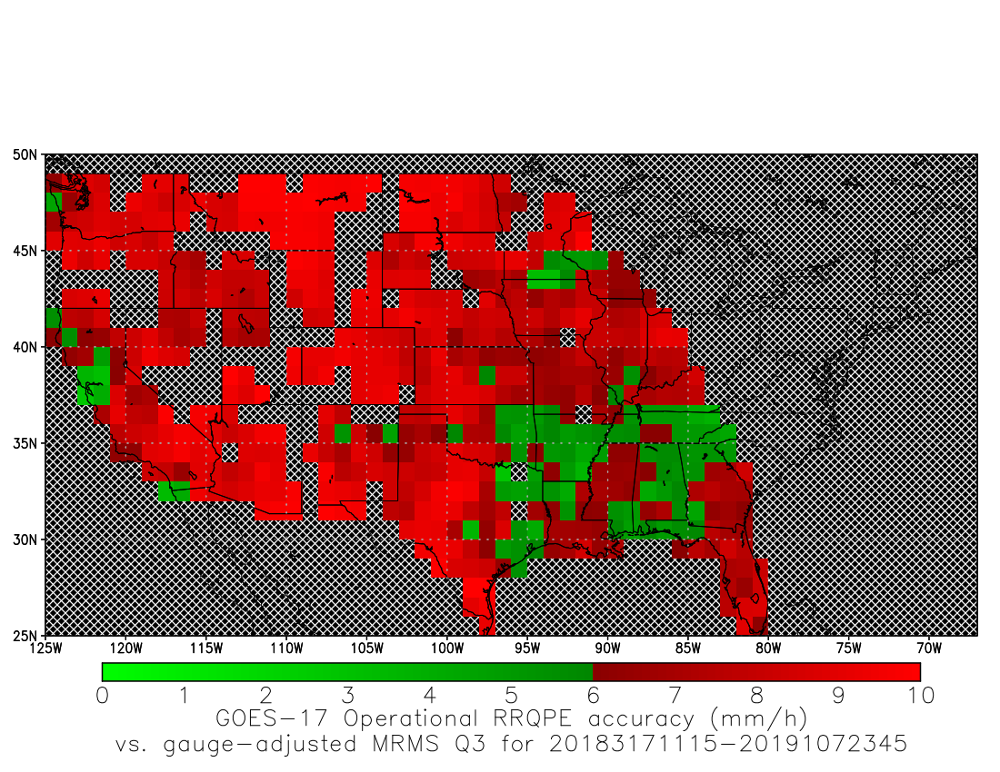 50N
45N
40N
35N
30N
25N
125W 120W 115W 110W 105W 100W 95W 90W 85W 80W 75W 70W
0 1 2 3 4 5 6 7 8 9 10
GOES-17 Operational RRQPE accuracy (mm/h)
vs. gauge-adjusted MRMS Q3 for 20183171115-20191072345